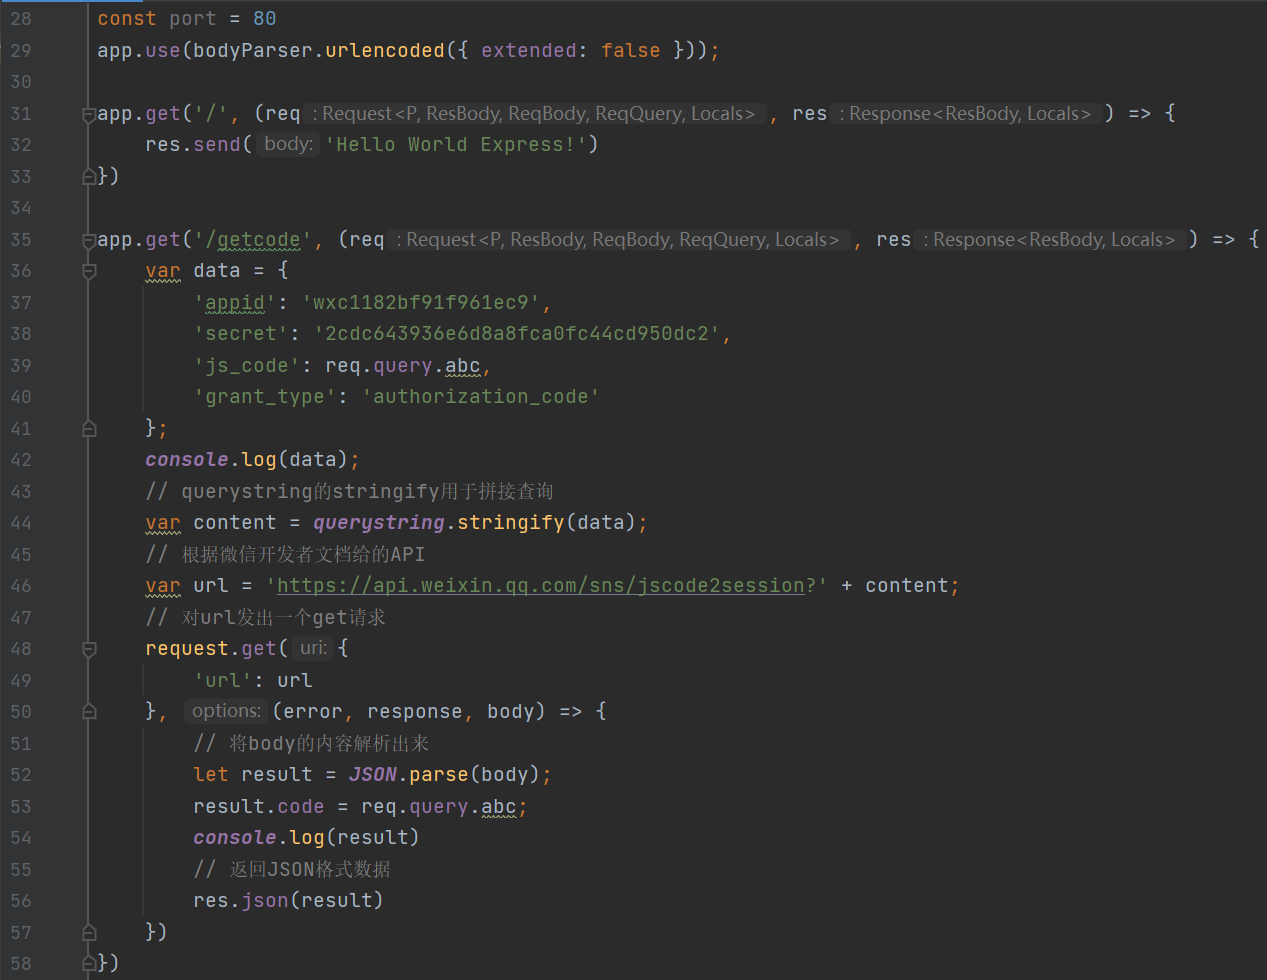 28 const port = 80
29 app.use(bodyParser.urlencoded({ extended: false }));
30
31 app.get('/', (req : Request<P, ResBody, ReqBody, ReqQuery, Locals> , res : Response<ResBody, Locals> ) => {
32 res.send( body: 'Hello World Express!')
33 })
34
35 app.get('/getcode', (req : Request<P, ResBody, ReqBody, ReqQuery, Locals> , res : Response<ResBody, Locals> ) => {
36 var data = {
37 'appid': 'wxc1182bf91f961ec9',
38 'secret': '2cdc643936e6d8a8fca0fc44cd950dc2',
39 'js_code': req.query.abc,
40 'grant_type': 'authorization_code'
41 };
42 console.log(data);
43 // querystring的stringify用于拼接查询
44 var content = querystring.stringify(data);
45 // 根据微信开发者文档给的API
46 var url = 'https://api.weixin.qq.com/sns/jscode2session?' + content;
47 // 对url发出一个get请求
48 request.get( uri: {
49 'url': url
50 }, options: (error, response, body) => {
51 // 将body的内容解析出来
52 let result = JSON.parse(body);
53 result.code = req.query.abc;
54 console.log(result)
55 // 返回JSON格式数据
56 res.json(result)
57 })
58 })